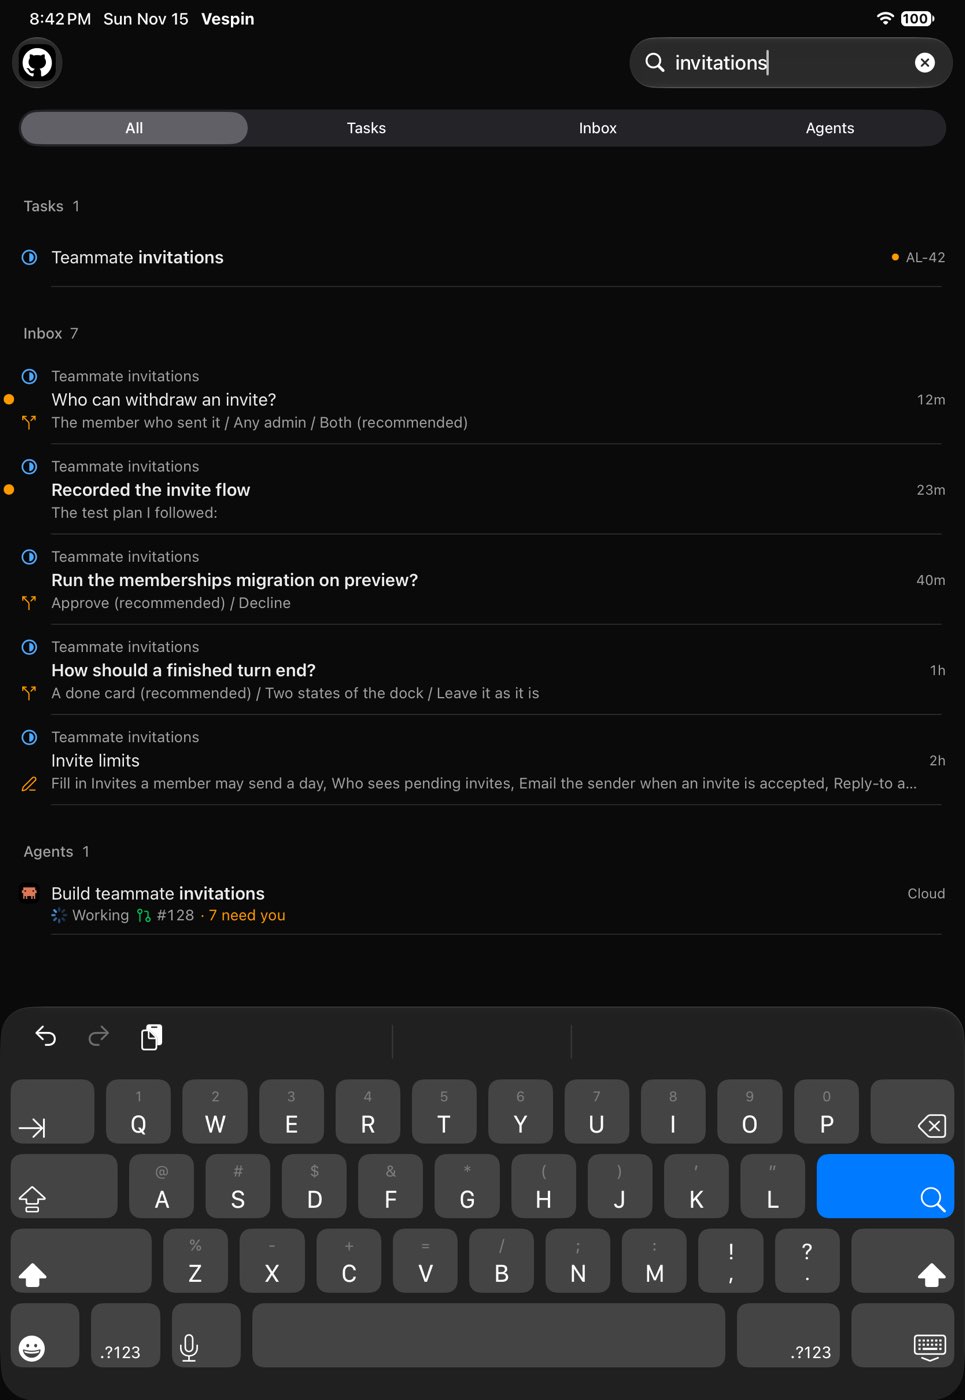 8:42 PM Sun Nov 15 Vespin
100
invitations
All Tasks Inbox Agents
Tasks 1
Teammate invitations AL-42
Inbox 7
Teammate invitations
Who can withdraw an invite? 12m
The member who sent it / Any admin / Both (recommended)
Teammate invitations
Recorded the invite flow 23m
The test plan I followed:
Teammate invitations
Run the memberships migration on preview? 40m
Approve (recommended) / Decline
Teammate invitations
How should a finished turn end? 1h
A done card (recommended) / Two states of the dock / Leave it as it is
Teammate invitations
Invite limits 2h
Fill in Invites a member may send a day, Who sees pending invites, Email the sender when an invite is accepted, Reply-to a...
Agents 1
Build teammate invitations Cloud
Working #128 · 7 need you
1 2 3 4 5 6 7 8 9 0
Q W E R T Y U I O P
@ # $ & * ( ) ' "
A S D F G H J K L
% - + = / ; : ! ?
Z X C V B N M , .
.?123 .?123